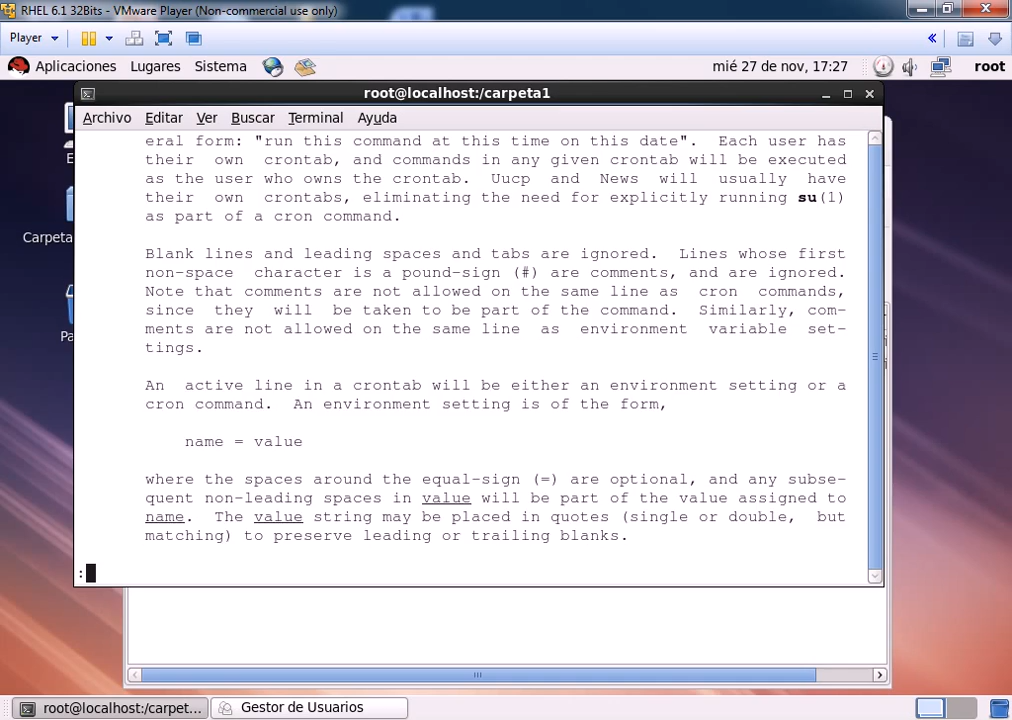 RHEL 6.1 32Bits - VMware Player (Non-commercial use only)
Player
Aplicaciones Lugares Sistema mié 27 de nov, 17:27 root
root@localhost:/carpeta1
Archivo Editar Ver Buscar Terminal Ayuda
eral form: "run this command at this time on this date". Each user has
their own crontab, and commands in any given crontab will be executed
as the user who owns the crontab. Uucp and News will usually have
their own crontabs, eliminating the need for explicitly running su(1)
as part of a cron command.
Blank lines and leading spaces and tabs are ignored. Lines whose first
non-space character is a pound-sign (#) are comments, and are ignored.
Note that comments are not allowed on the same line as cron commands,
since they will be taken to be part of the command. Similarly, com-
ments are not allowed on the same line as environment variable set-
tings.
An active line in a crontab will be either an environment setting or a
cron command. An environment setting is of the form,
name = value
where the spaces around the equal-sign (=) are optional, and any subse-
quent non-leading spaces in value will be part of the value assigned to
name. The value string may be placed in quotes (single or double, but
matching) to preserve leading or trailing blanks.
:
E
Carpeta
Pa
root@localhost:/carpet... Gestor de Usuarios